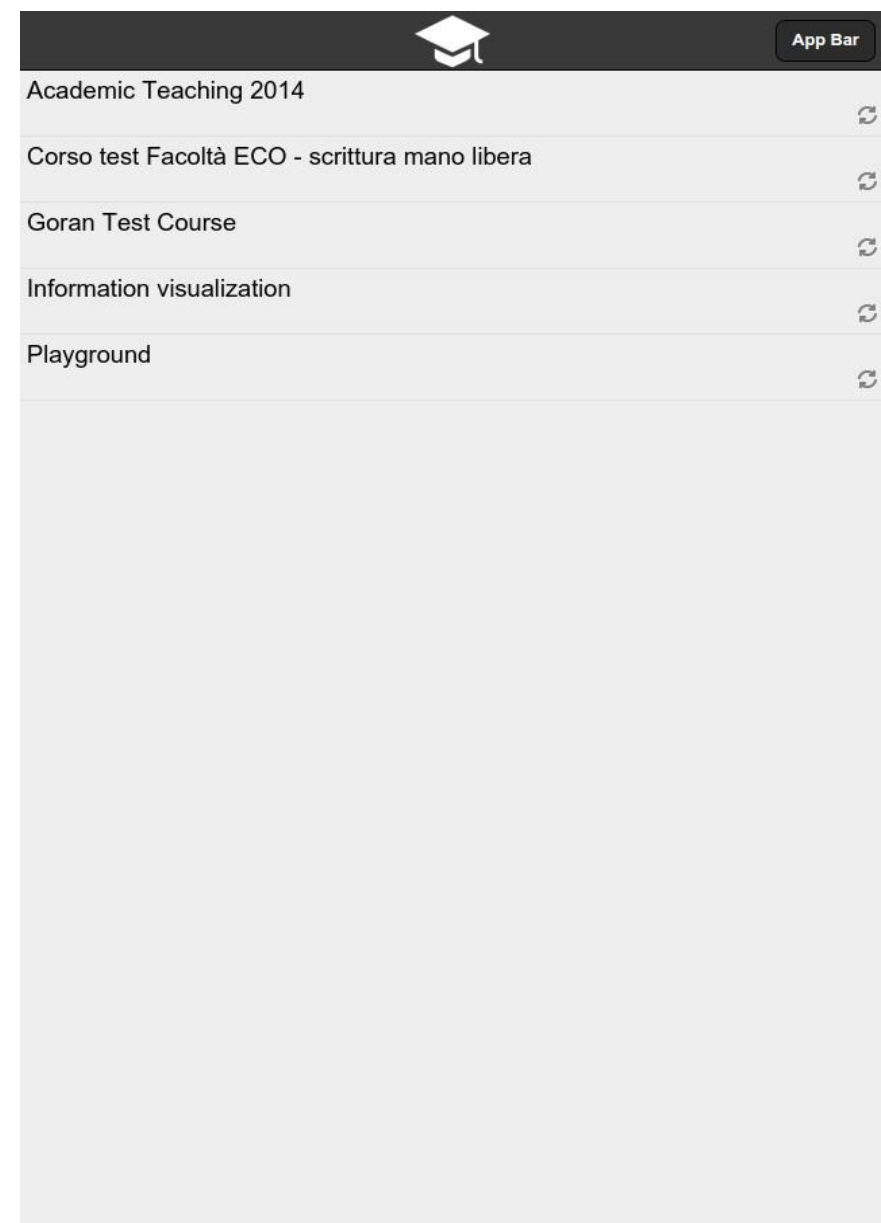 App Bar
Academic Teaching 2014
Corso test Facoltà ECO - scrittura mano libera
Goran Test Course
Information visualization
Playground